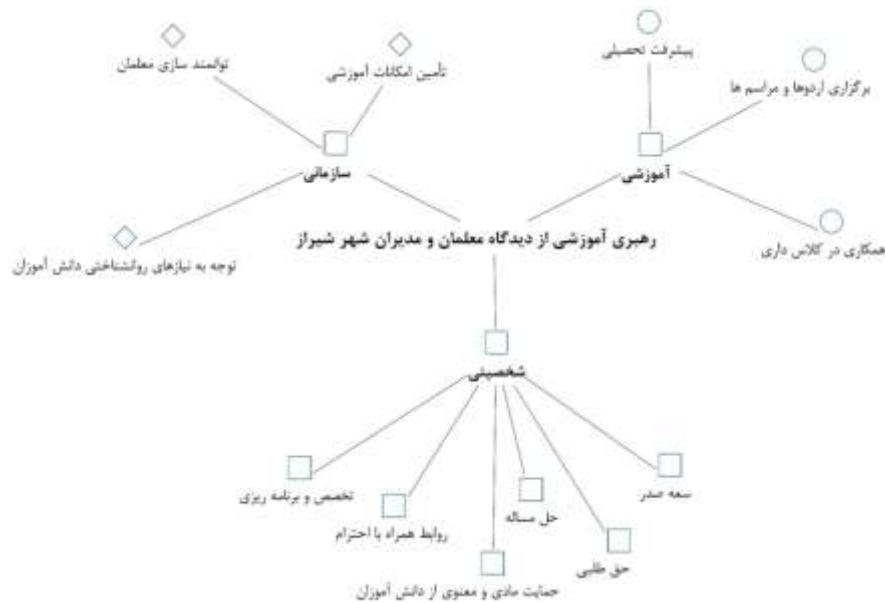 پیشرفت تحصیلی
توانمند سازی معلمان
تأمین امکانات آموزشی
برگزاری اردوها و مراسم ها
سازمانی
آموزشی
رهبری آموزشی از دیدگاه معلمان و مدیران شهر شیراز
همکاری در کلاس داری
توجه به نیازهای روانشناختی دانش آموزان
شخصیتی
سعه صدر
تخصص و برنامه ریزی
حل مساله
روابط همراه با احترام
حق طلبی
حمایت مادی و معنوی از دانش آموزان